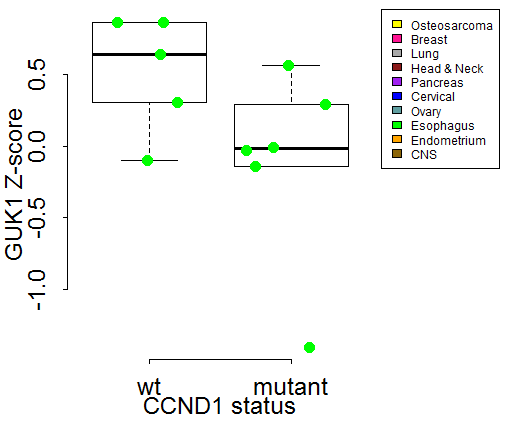 GUK1 Z-score
0.5
0.0
-0.5
-1.0
wt mutant
CCND1 status
Osteosarcoma
Breast
Lung
Head & Neck
Pancreas
Cervical
Ovary
Esophagus
Endometrium
CNS